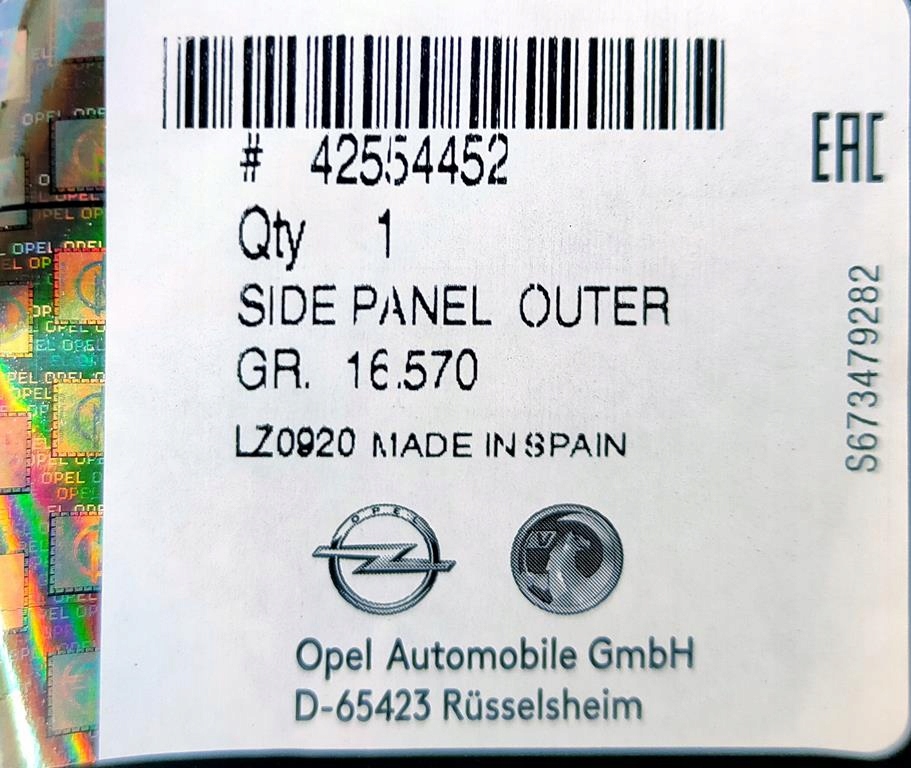 # 42554452
Qty 1
SIDE PANEL OUTER
GR. 16.570
LZ0920 MADE IN SPAIN
OPEL
Opel Automobile GmbH
D-65423 Rüsselsheim
EAC
S673479282
OPEL